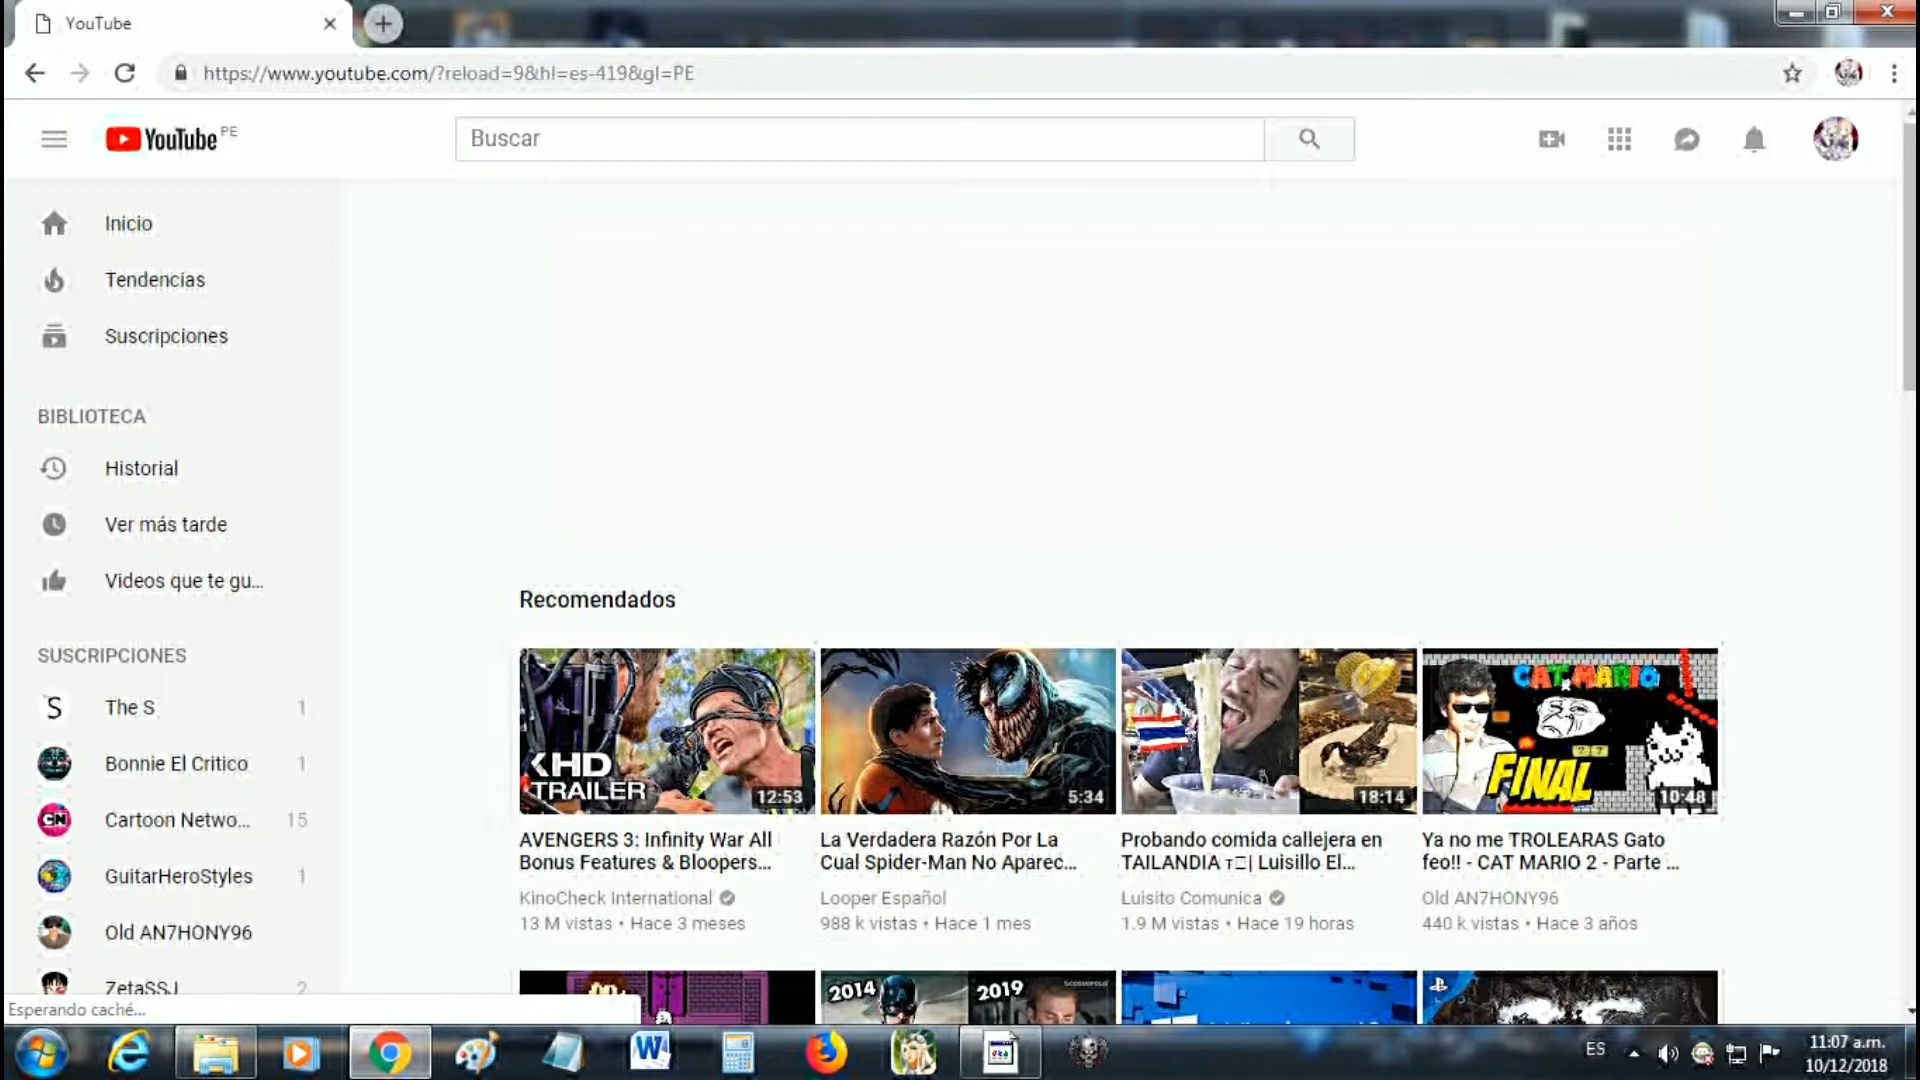 YouTube
https://www.youtube.com/?reload=9&hl=es-419&gl=PE
YouTube PE
Buscar
Inicio
Tendencias
Suscripciones
BIBLIOTECA
Historial
Ver más tarde
Videos que te gu...
SUSCRIPCIONES
S The S 1
Bonnie El Critico 1
CN Cartoon Netwo... 15
GuitarHeroStyles 1
Old AN7HONY96
ZetaSSJ 2
Recomendados
KHD
TRAILER
12:53
5:34
18:14
CAT MARIO
FINAL
10:48
AVENGERS 3: Infinity War All
Bonus Features & Bloopers...
KinoCheck International
13 M vistas • Hace 3 meses
La Verdadera Razón Por La
Cual Spider-Man No Aparec...
Looper Español
988 k vistas • Hace 1 mes
Probando comida callejera en
TAILANDIA т□| Luisillo El...
Luisito Comunica
1.9 M vistas • Hace 19 horas
Ya no me TROLEARAS Gato
feo!! - CAT MARIO 2 - Parte ...
Old AN7HONY96
440 k vistas • Hace 3 años
2014
2019
Esperando caché...
ES
11:07 a.m.
10/12/2018